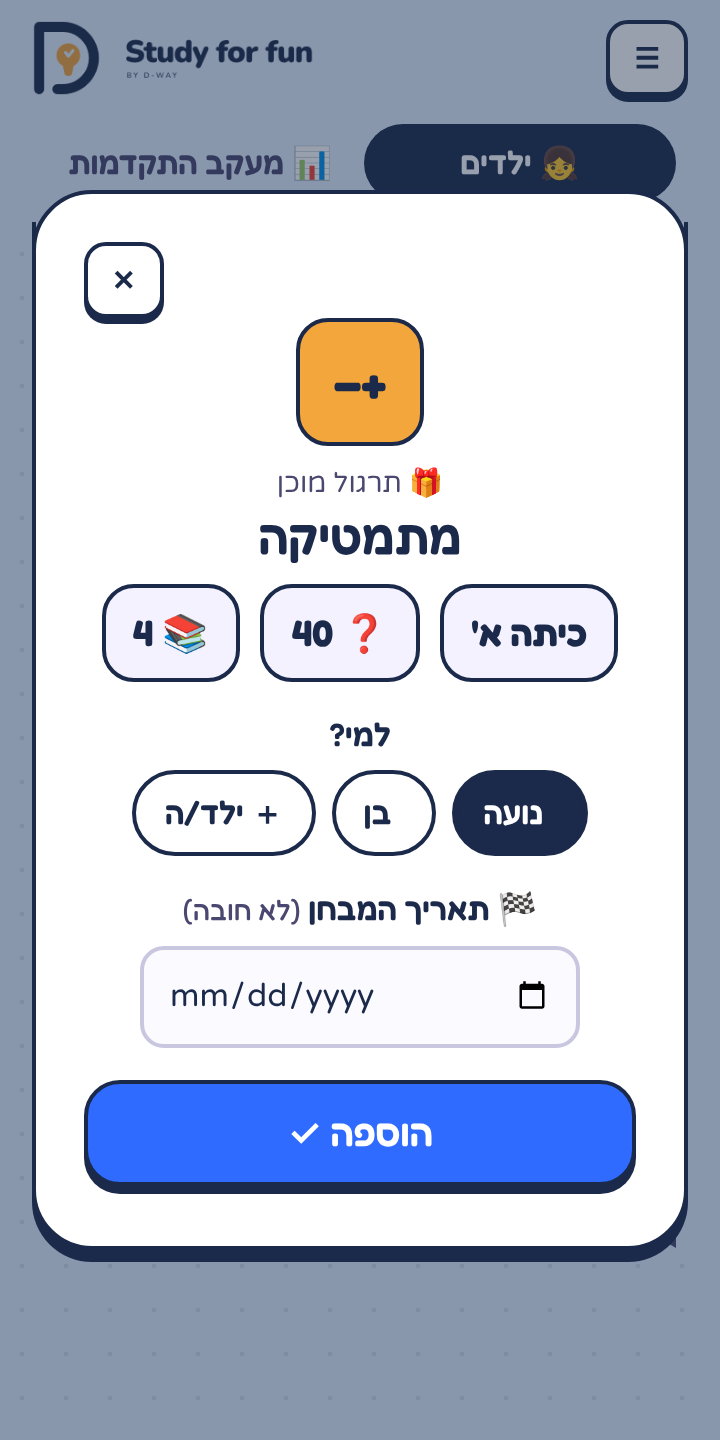 Study for fun
BY D-WAY
☰
👧 ילדים
📊 מעקב התקדמות
×
+−
🎁 תרגול מוכן
מתמטיקה
כיתה א'
❓ 40
📚 4
למי?
נועה
בן
+ ילד/ה
🏁 תאריך המבחן (לא חובה)
mm/dd/yyyy
הוספה ✓